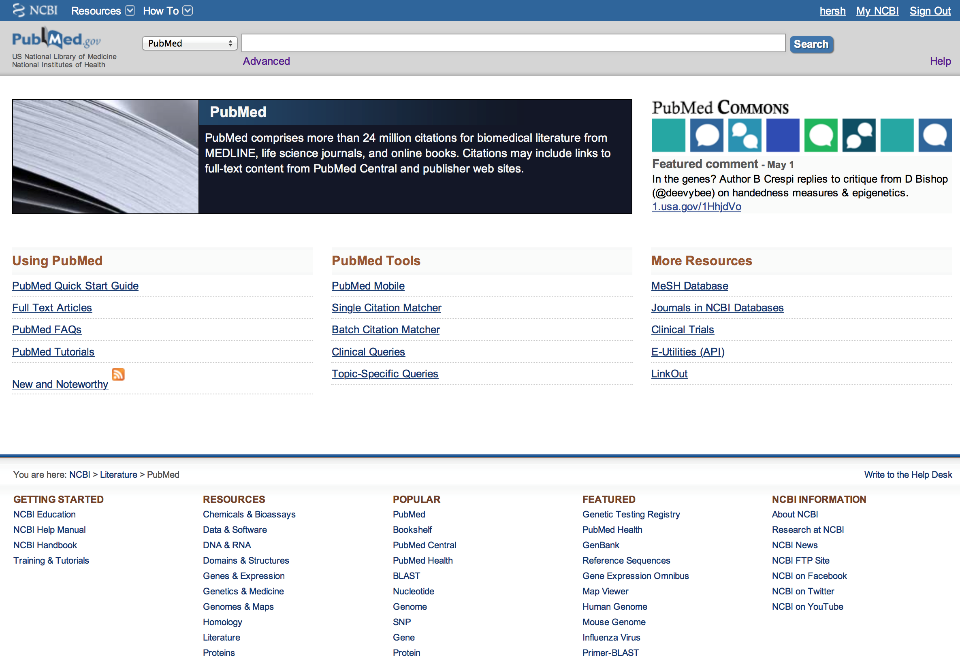 NCBI Resources How To hersh My NCBI Sign Out
PubMed.gov
US National Library of Medicine
National Institutes of Health
PubMed Search
Advanced Help
PubMed
PubMed comprises more than 24 million citations for biomedical literature from
MEDLINE, life science journals, and online books. Citations may include links to
full-text content from PubMed Central and publisher web sites.
PubMed Commons
Featured comment - May 1
In the genes? Author B Crespi replies to critique from D Bishop
(@deevybee) on handedness measures & epigenetics.
1.usa.gov/1HhjdVo
Using PubMed
PubMed Quick Start Guide
Full Text Articles
PubMed FAQs
PubMed Tutorials
New and Noteworthy
PubMed Tools
PubMed Mobile
Single Citation Matcher
Batch Citation Matcher
Clinical Queries
Topic-Specific Queries
More Resources
MeSH Database
Journals in NCBI Databases
Clinical Trials
E-Utilities (API)
LinkOut
You are here: NCBI > Literature > PubMed Write to the Help Desk
GETTING STARTED
NCBI Education
NCBI Help Manual
NCBI Handbook
Training & Tutorials
RESOURCES
Chemicals & Bioassays
Data & Software
DNA & RNA
Domains & Structures
Genes & Expression
Genetics & Medicine
Genomes & Maps
Homology
Literature
Proteins
POPULAR
PubMed
Bookshelf
PubMed Central
PubMed Health
BLAST
Nucleotide
Genome
SNP
Gene
Protein
FEATURED
Genetic Testing Registry
PubMed Health
GenBank
Reference Sequences
Gene Expression Omnibus
Map Viewer
Human Genome
Mouse Genome
Influenza Virus
Primer-BLAST
NCBI INFORMATION
About NCBI
Research at NCBI
NCBI News
NCBI FTP Site
NCBI on Facebook
NCBI on Twitter
NCBI on YouTube